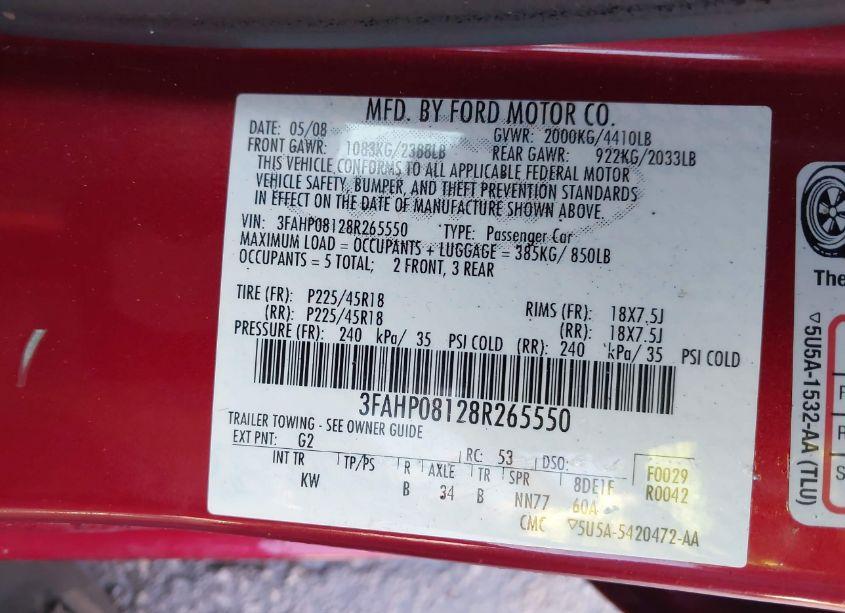 MFD. BY FORD MOTOR CO.
DATE: 05/08 GVWR: 2000KG/4410LB
FRONT GAWR: 1083KG/2388LB REAR GAWR: 922KG/2033LB
THIS VEHICLE CONFORMS TO ALL APPLICABLE FEDERAL MOTOR
VEHICLE SAFETY, BUMPER, AND THEFT PREVENTION STANDARDS
IN EFFECT ON THE DATE OF MANUFACTURE SHOWN ABOVE.
VIN: 3FAHP08128R265550 TYPE: Passenger Car
MAXIMUM LOAD = OCCUPANTS + LUGGAGE = 385KG/ 850LB
OCCUPANTS = 5 TOTAL; 2 FRONT, 3 REAR
TIRE (FR): P225/45R18 RIMS (FR): 18X7.5J
(RR): P225/45R18 (RR): 18X7.5J
PRESSURE (FR): 240 kPa/ 35 PSI COLD (RR): 240 kPa/ 35 PSI COLD
3FAHP08128R265550
TRAILER TOWING - SEE OWNER GUIDE
EXT PNT: G2 RC: 53 DSO: F0029
INT TR TP/PS R AXLE TR SPR 8DE1F R0042
KW B 34 B NN77 60A
CMC ▽5U5A-5420472-AA
The
▽5U5A-1532-AA (TLU)
F
R
S